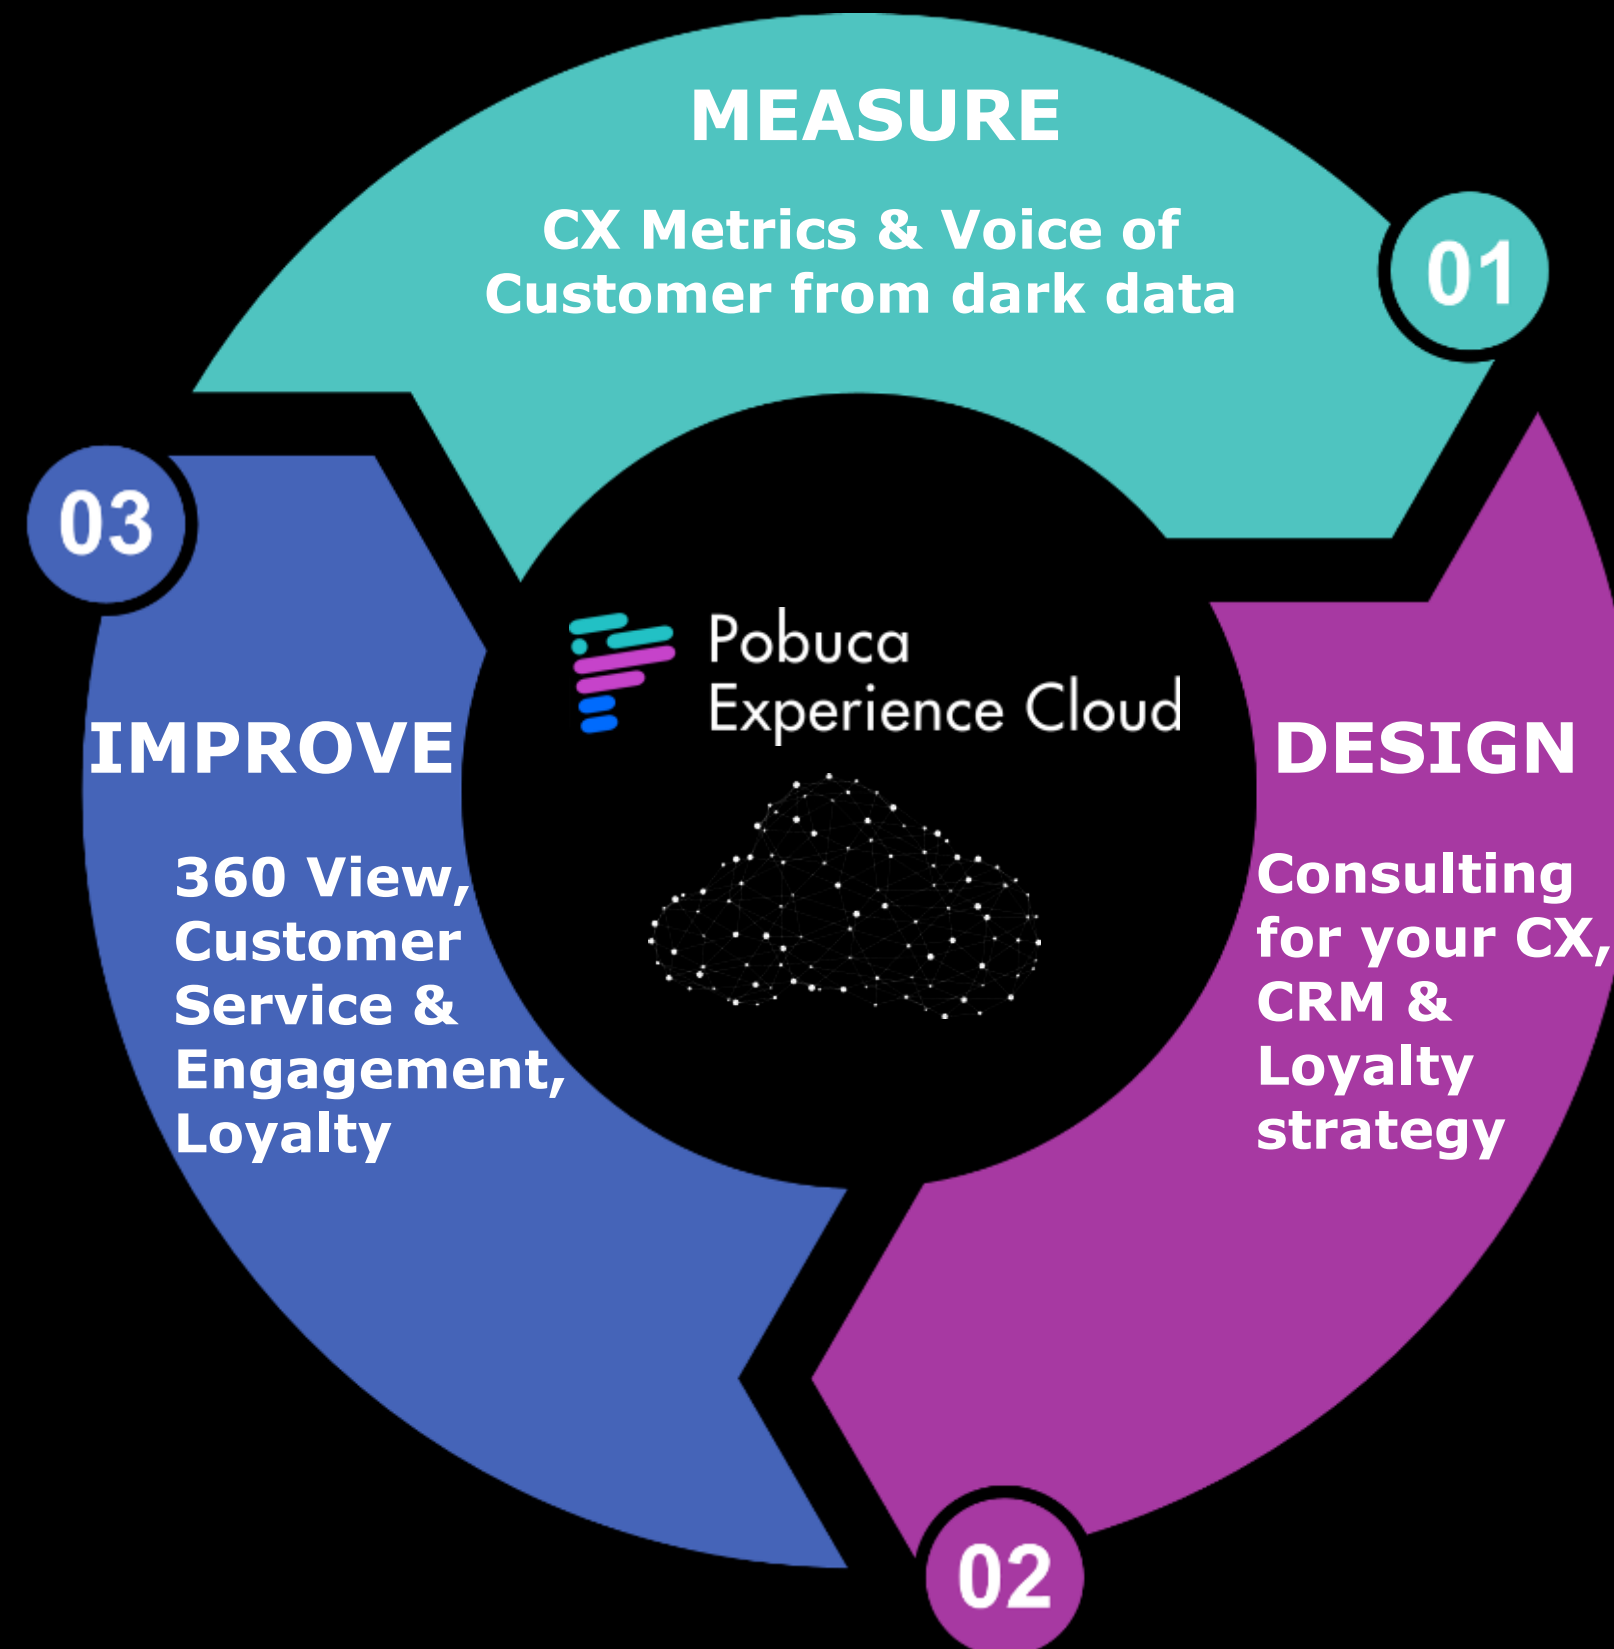 MEASURE
CX Metrics & Voice of
Customer from dark data
01
03
Pobuca
Experience Cloud
IMPROVE
360 View,
Customer
Service &
Engagement,
Loyalty
DESIGN
Consulting
for your CX,
CRM &
Loyalty
strategy
02